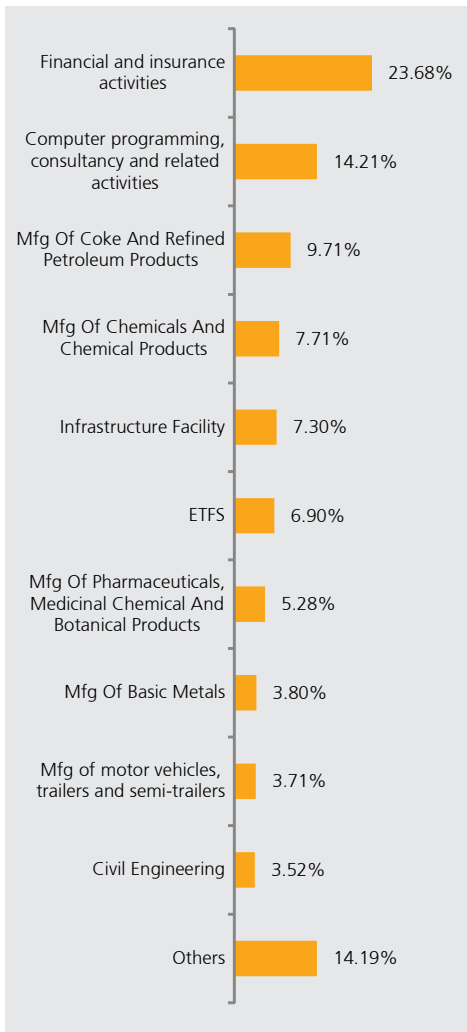 Financial and insurance
activities
23.68%
Computer programming,
consultancy and related
activities
14.21%
Mfg Of Coke And Refined
Petroleum Products
9.71%
Mfg Of Chemicals And
Chemical Products
7.71%
Infrastructure Facility
7.30%
ETFS
6.90%
Mfg Of Pharmaceuticals,
Medicinal Chemical And
Botanical Products
5.28%
Mfg Of Basic Metals
3.80%
Mfg of motor vehicles,
trailers and semi-trailers
3.71%
Civil Engineering
3.52%
Others
14.19%